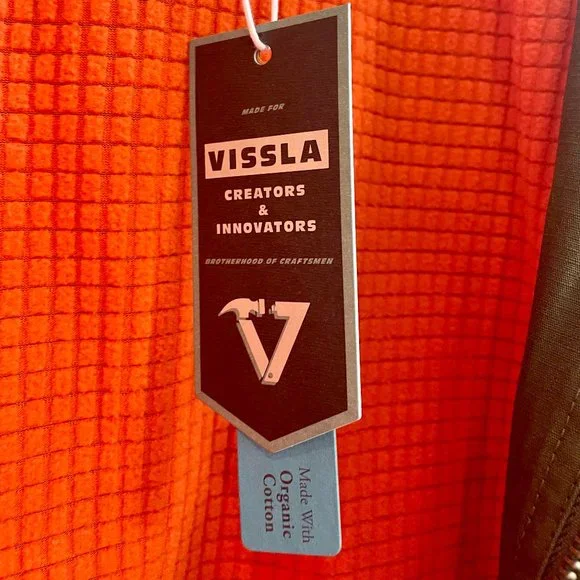 MADE FOR
VISSLA
CREATORS
&
INNOVATORS
BROTHERHOOD OF CRAFTSMEN
Made With
Organic
Cotton